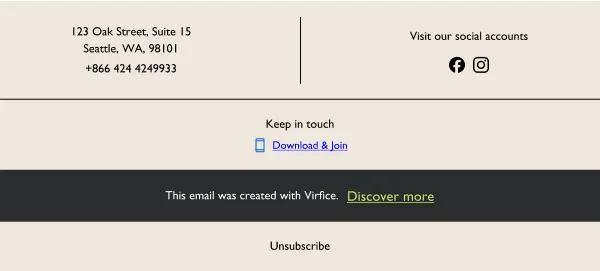 123 Oak Street, Suite 15
Seattle, WA, 98101
+866 424 4249933
Visit our social accounts
Keep in touch
Download & Join
This email was created with Virfice. Discover more
Unsubscribe